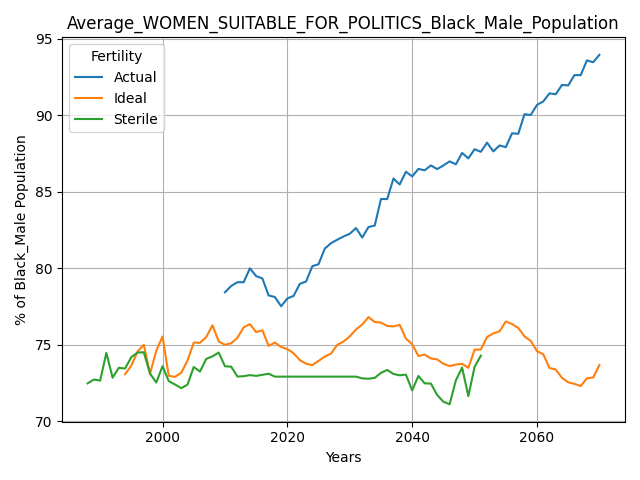 Average_WOMEN_SUITABLE_FOR_POLITICS_Black_Male_Population
Fertility
Actual
Ideal
Sterile
% of Black_Male Population
95
90
85
80
75
70
2000
2020
2040
2060
Years